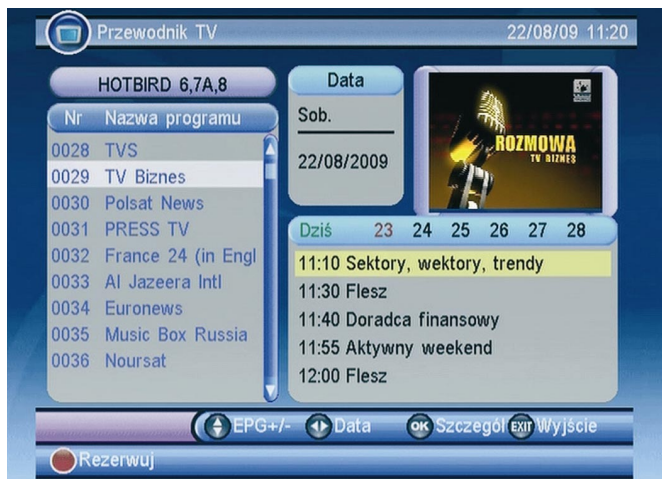 Przewodnik TV 22/08/09 11:20
HOTBIRD 6,7A,8
Nr Nazwa programu
0028 TVS
0029 TV Biznes
0030 Polsat News
0031 PRESS TV
0032 France 24 (in Engl
0033 Al Jazeera Intl
0034 Euronews
0035 Music Box Russia
0036 Noursat
Data
Sob.
22/08/2009
ROZMOWA
TV BIZNES
Dziś 23 24 25 26 27 28
11:10 Sektory, wektory, trendy
11:30 Flesz
11:40 Doradca finansowy
11:55 Aktywny weekend
12:00 Flesz
EPG+/- Data OK Szczegół EXIT Wyjście
Rezerwuj